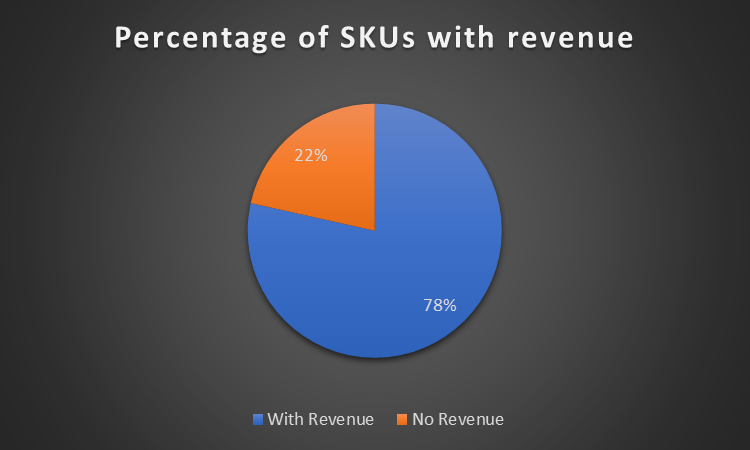 Percentage of SKUs with revenue
22%
78%
With Revenue No Revenue